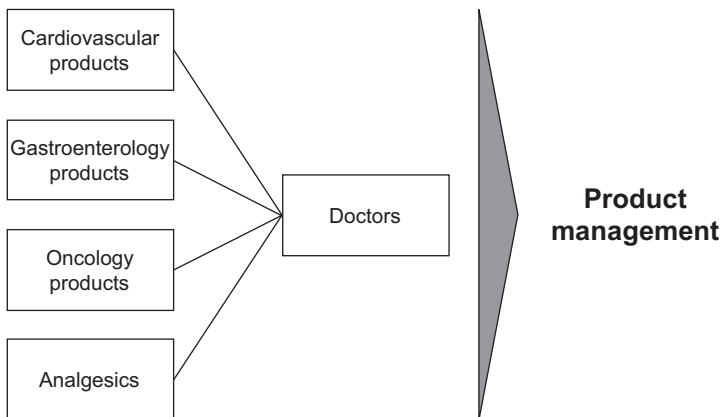 Cardiovascular
products
Gastroenterology
products
Doctors
Product
management
Oncology
products
Analgesics